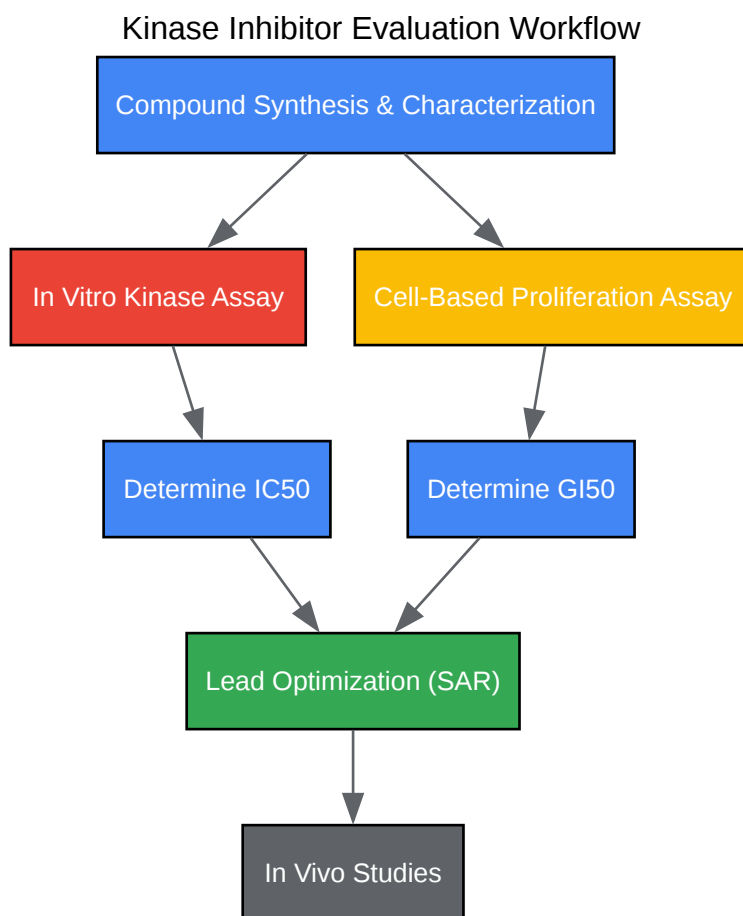 Kinase Inhibitor Evaluation Workflow
Compound Synthesis & Characterization
In Vitro Kinase Assay
Cell-Based Proliferation Assay
Determine IC50
Determine GI50
Lead Optimization (SAR)
In Vivo Studies